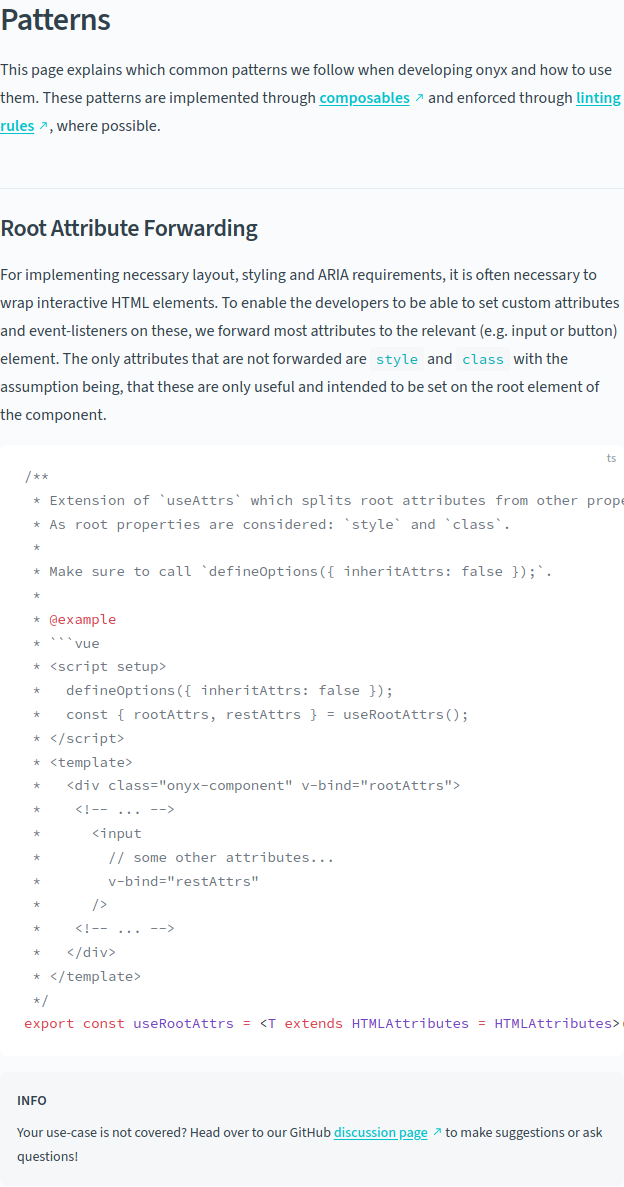 Patterns
This page explains which common patterns we follow when developing onyx and how to use
them. These patterns are implemented through composables ↗ and enforced through linting
rules ↗, where possible.
Root Attribute Forwarding
For implementing necessary layout, styling and ARIA requirements, it is often necessary to
wrap interactive HTML elements. To enable the developers to be able to set custom attributes
and event-listeners on these, we forward most attributes to the relevant (e.g. input or button)
element. The only attributes that are not forwarded are style and class with the
assumption being, that these are only useful and intended to be set on the root element of
the component.
ts
/**
 * Extension of `useAttrs` which splits root attributes from other prope
 * As root properties are considered: `style` and `class`.
 *
 * Make sure to call `defineOptions({ inheritAttrs: false });`.
 *
 * @example
 * ```vue
 * <script setup>
 *   defineOptions({ inheritAttrs: false });
 *   const { rootAttrs, restAttrs } = useRootAttrs();
 * </script>
 * <template>
 *   <div class="onyx-component" v-bind="rootAttrs">
 *    <!-- ... -->
 *      <input
 *        // some other attributes...
 *        v-bind="restAttrs"
 *      />
 *    <!-- ... -->
 *   </div>
 * </template>
 */
export const useRootAttrs = <T extends HTMLAttributes = HTMLAttributes>(
INFO
Your use-case is not covered? Head over to our GitHub discussion page ↗ to make suggestions or ask
questions!